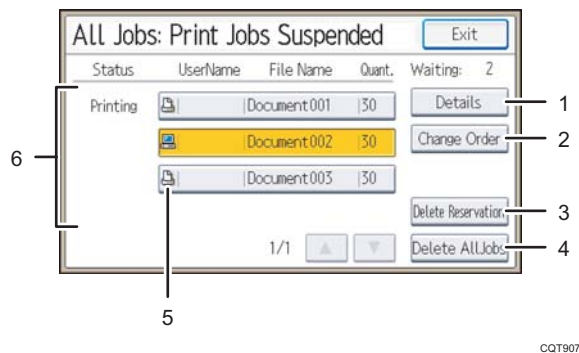 All Jobs: Print Jobs Suspended Exit
Status UserName File Name Quant. Waiting: 2
Printing Document001 30 Details 1
Document002 30 Change Order 2
6
Document003 30
Delete Reservation 3
1/1 Delete AllJobs 4
5
CQT907